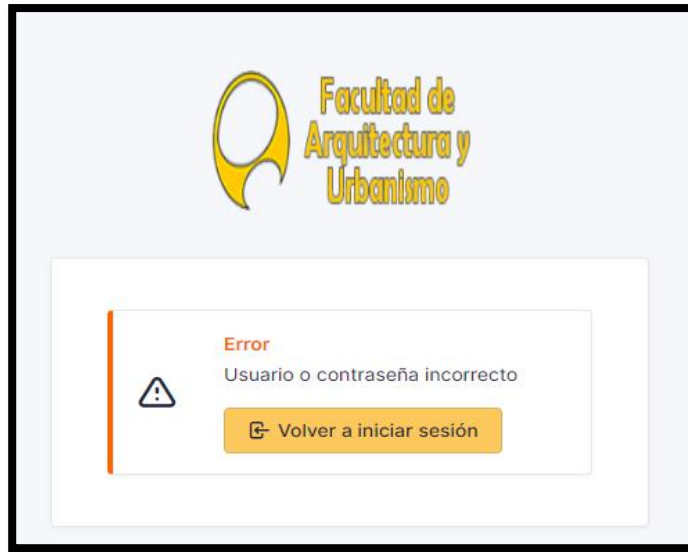 Facultad de
Arquitectura y
Urbanismo
Error
Usuario o contraseña incorrecto
Volver a iniciar sesión